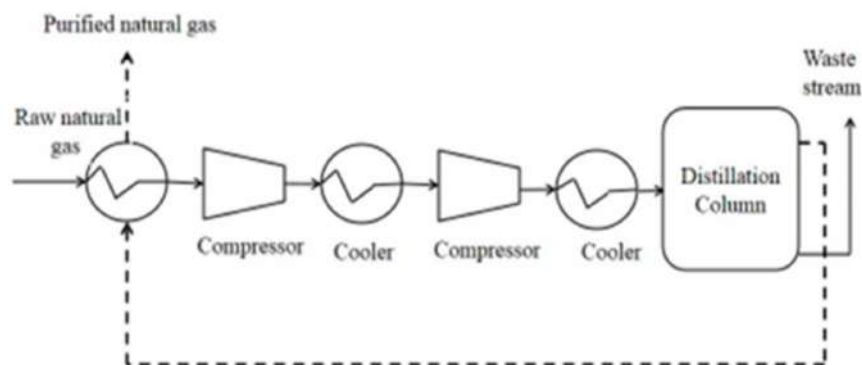 Purified natural gas
Waste
stream
Raw natural
gas
Distillation
Column
Compressor
Cooler
Compressor
Cooler